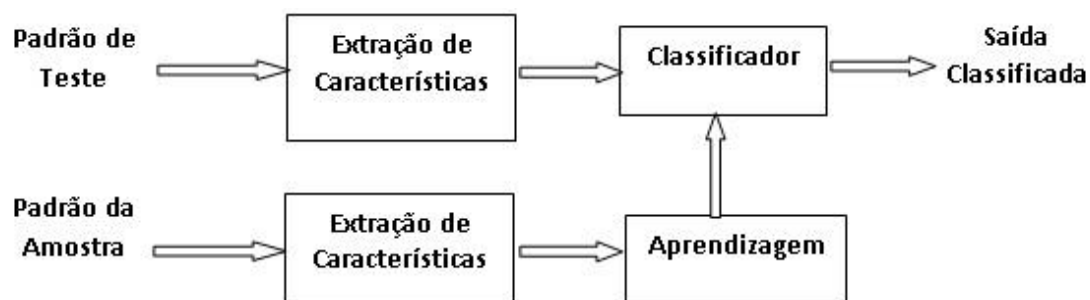 Padrão de
Teste
Extração de
Características
Classificador
Saída
Classificada
Padrão da
Amostra
Extração de
Características
Aprendizagem